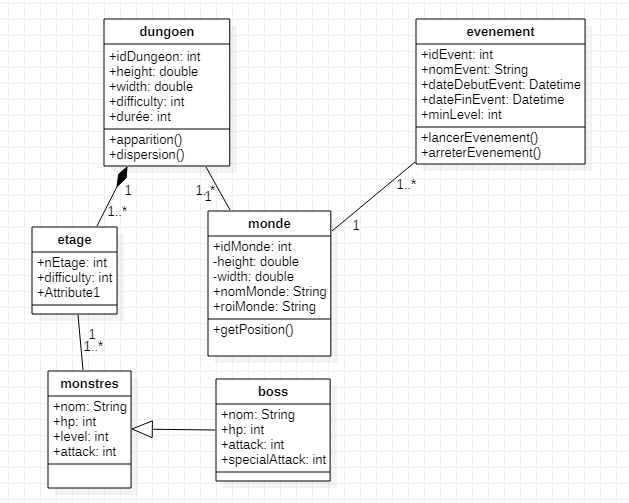 dungoen
+idDungeon: int
+height: double
+width: double
+difficulty: int
+durée: int
+apparition()
+dispersion()
evenement
+idEvent: int
+nomEvent: String
+dateDebutEvent: Datetime
+dateFinEvent: Datetime
+minLevel: int
+lancerEvenement()
+arreterEvenement()
1
1..*
1..*
1
1..*
1
etage
+nEtage: int
+difficulty: int
+Attribute1
monde
+idMonde: int
-height: double
-width: double
+nomMonde: String
+roiMonde: String
+getPosition()
1
1..*
monstres
+nom: String
+hp: int
+level: int
+attack: int
boss
+nom: String
+hp: int
+attack: int
+specialAttack: int